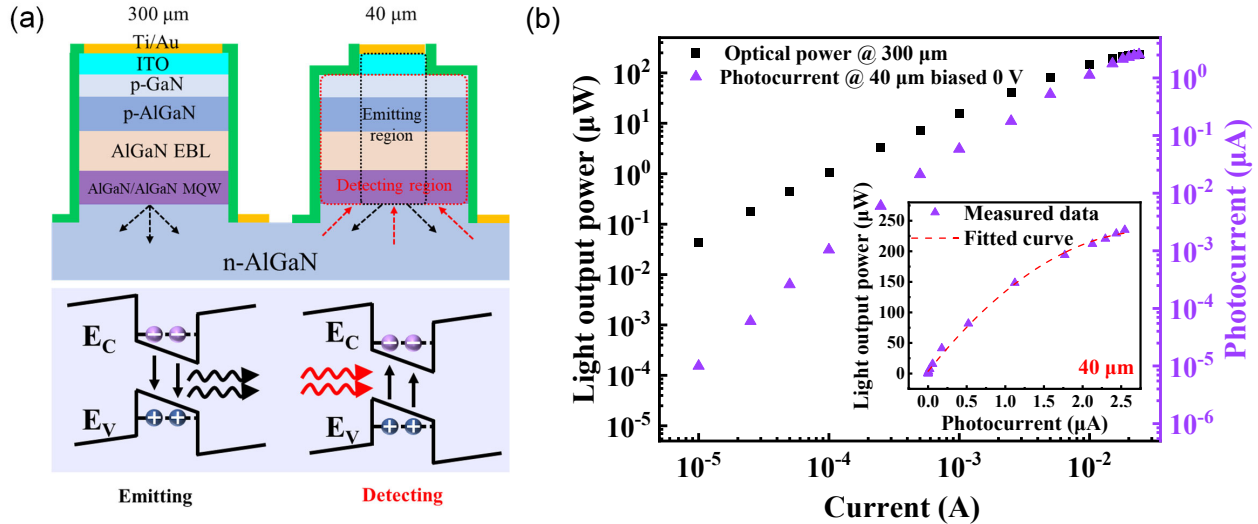 (a)
300 μm
40 μm
Ti/Au
ITO
p-GaN
p-AlGaN
AlGaN EBL
AlGaN/AlGaN MQW
Emitting
region
Detecting region
n-AlGaN
E_C
E_V
E_C
E_V
Emitting
Detecting
(b)
Optical power @ 300 μm
Photocurrent @ 40 μm biased 0 V
Light output power (μW)
10^2
10^1
10^0
10^-1
10^-2
10^-3
10^-4
10^-5
10^-5
10^-4
10^-3
10^-2
Current (A)
10^0
10^-1
10^-2
10^-3
10^-4
10^-5
10^-6
Photocurrent (μA)
Measured data
Fitted curve
Light output power (μW)
250
200
150
100
50
0
0.0 0.5 1.0 1.5 2.0 2.5
Photocurrent (μA)
40 μm